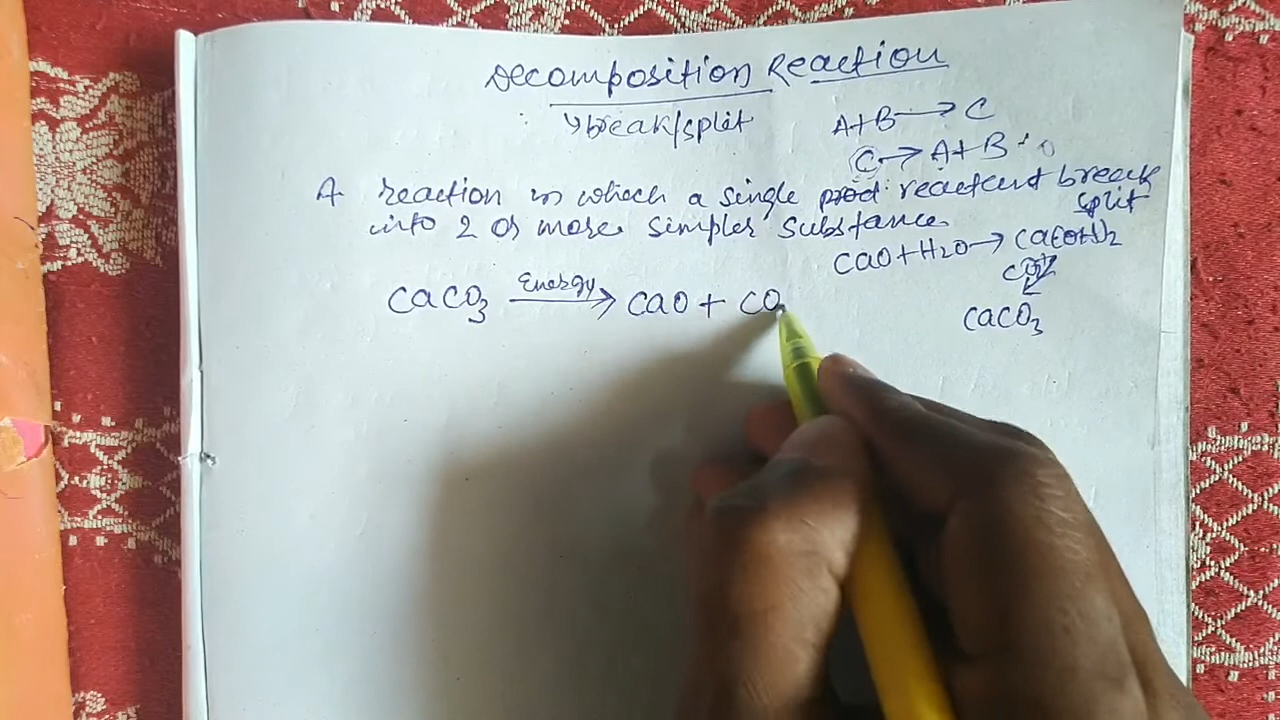 Decomposition Reaction
break/split
A+B → C
C → A+B
A reaction in which a single prod reactant break
split
into 2 or more simpler substance
CaO+H2O → Ca(OH)2
CO2
CaCO3
CaCO3 Energy → CaO + CO